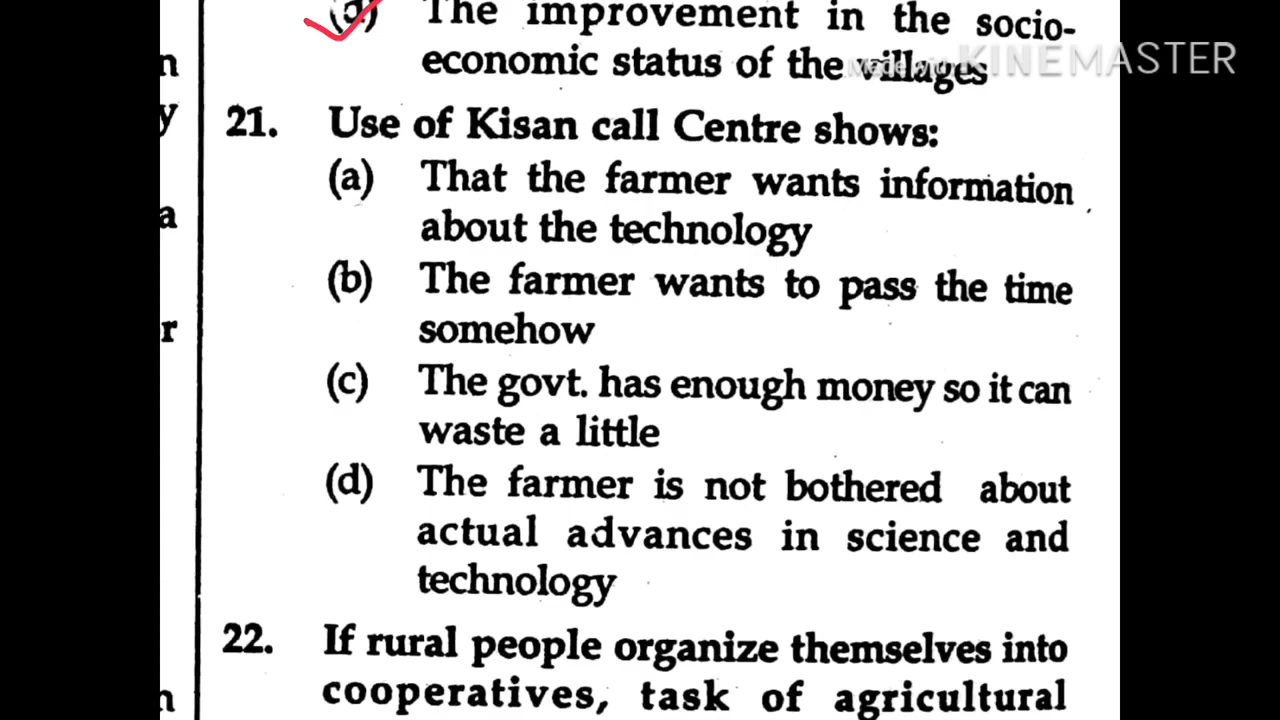 (d) The improvement in the socio-
economic status of the villages
Made with KINEMASTER
n
y
21. Use of Kisan call Centre shows:
(a) That the farmer wants information
a about the technology
(b) The farmer wants to pass the time
r somehow
(c) The govt. has enough money so it can
waste a little
(d) The farmer is not bothered about
actual advances in science and
technology
22. If rural people organize themselves into
n cooperatives, task of agricultural